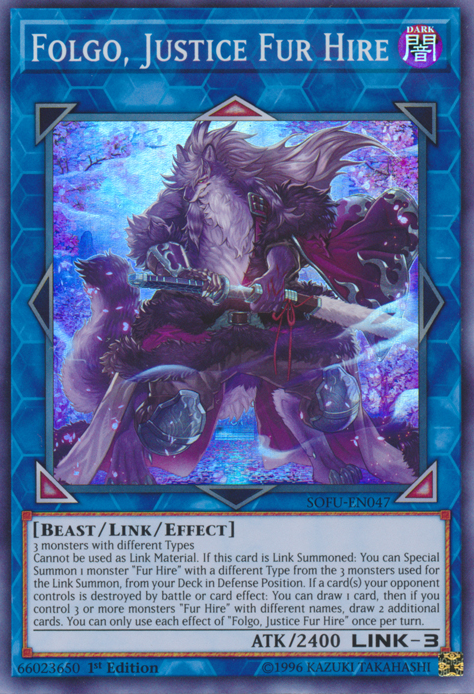 Folgo, Justice Fur Hire
DARK
闇
SOFU-EN047
[Beast/Link/Effect]
3 monsters with different Types
Cannot be used as Link Material. If this card is Link Summoned: You can Special
Summon 1 monster "Fur Hire" with a different Type from the 3 monsters used for
the Link Summon, from your Deck in Defense Position. If a card(s) your opponent
controls is destroyed by battle or card effect: You can draw 1 card, then if you
control 3 or more monsters "Fur Hire" with different names, draw 2 additional
cards. You can only use each effect of "Folgo, Justice Fur Hire" once per turn.
ATK/2400 LINK-3
66023650 1st Edition ©1996 KAZUKI TAKAHASHI